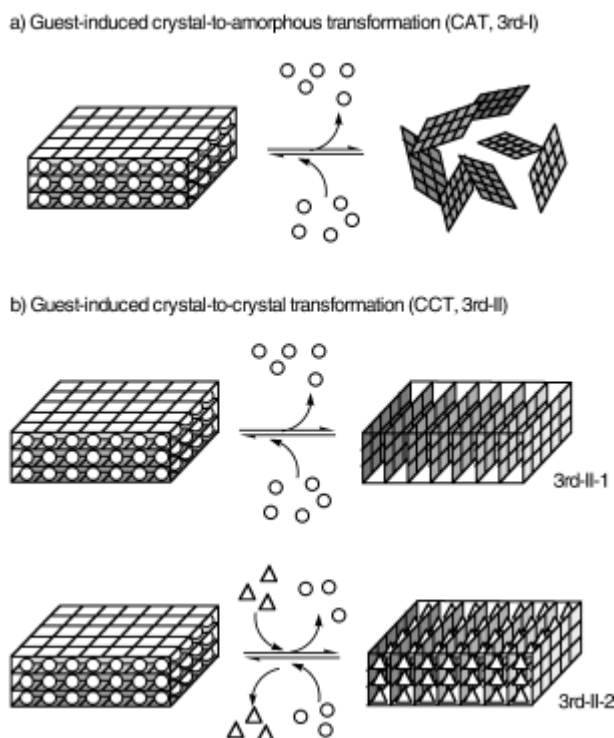 a) Guest-induced crystal-to-amorphous transformation (CAT, 3rd-I)
b) Guest-induced crystal-to-crystal transformation (CCT, 3rd-II)
3rd-II-1
3rd-II-2